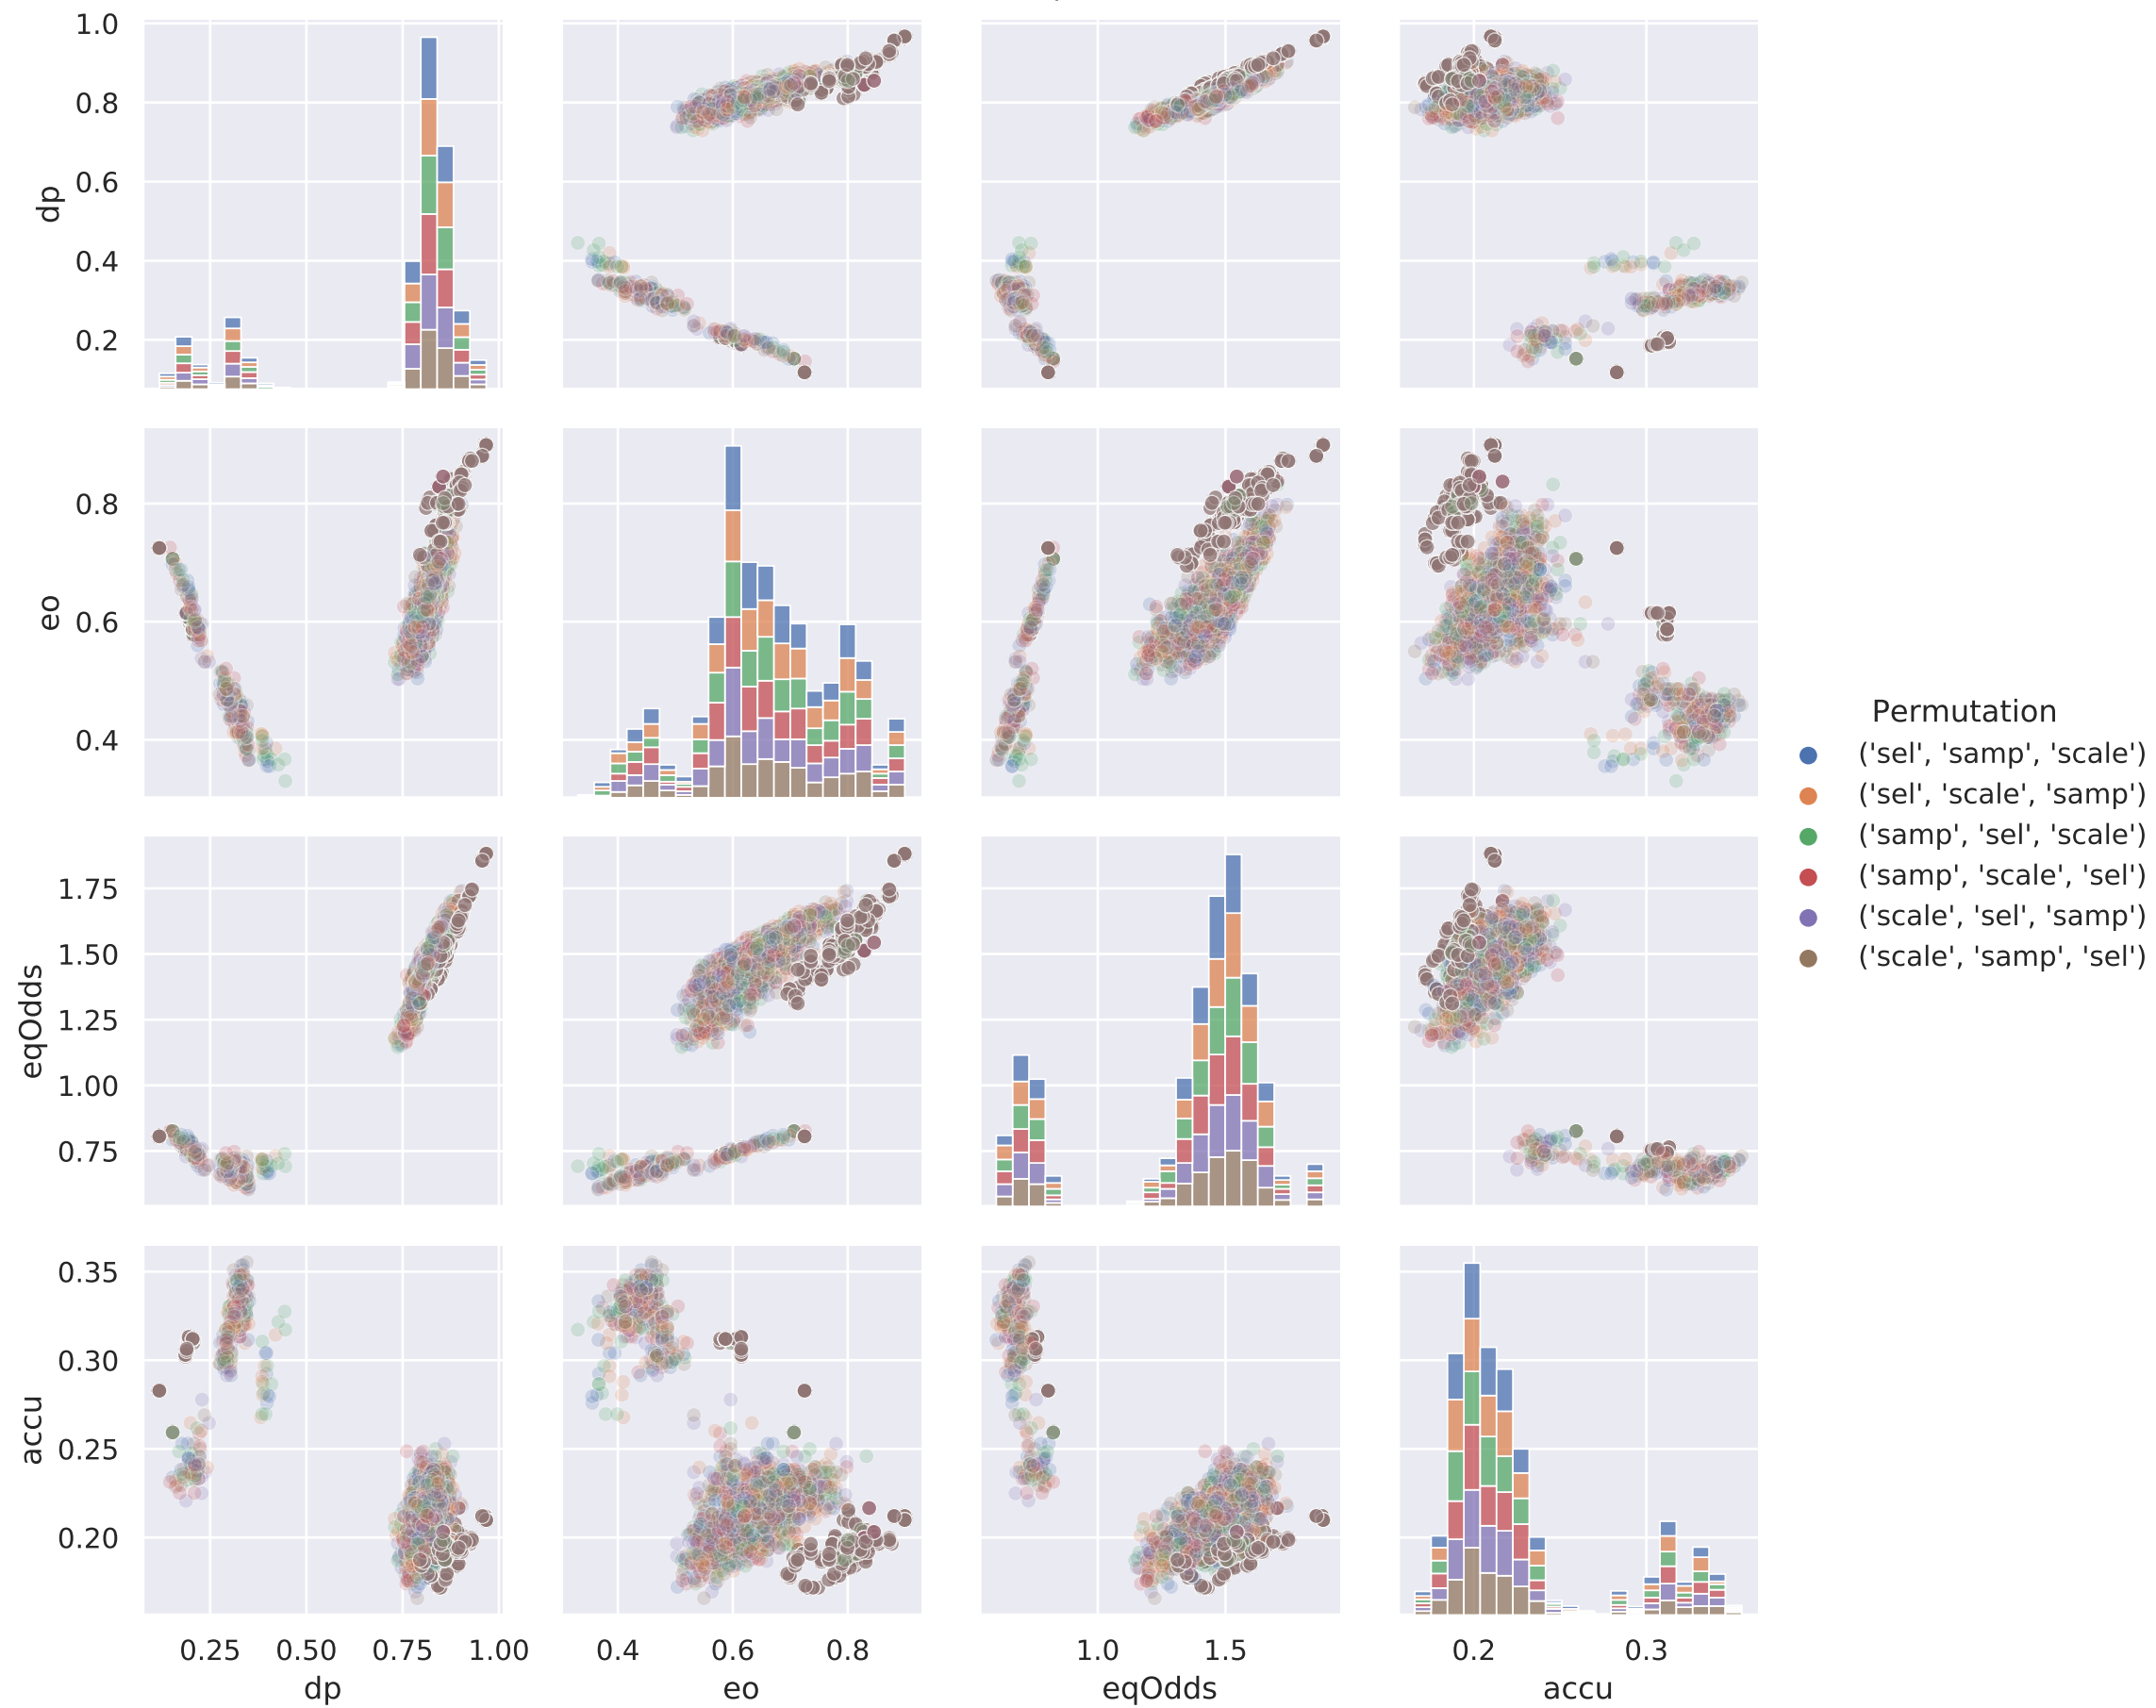 1.0
0.8
0.6
0.4
0.2
dp
0.8
0.6
0.4
eo
1.75
1.50
1.25
1.00
0.75
eqOdds
0.35
0.30
0.25
0.20
accu
0.25 0.50 0.75 1.00
dp
0.4 0.6 0.8
eo
1.0 1.5
eqOdds
0.2 0.3
accu
Permutation
('sel', 'samp', 'scale')
('sel', 'scale', 'samp')
('samp', 'sel', 'scale')
('samp', 'scale', 'sel')
('scale', 'sel', 'samp')
('scale', 'samp', 'sel')